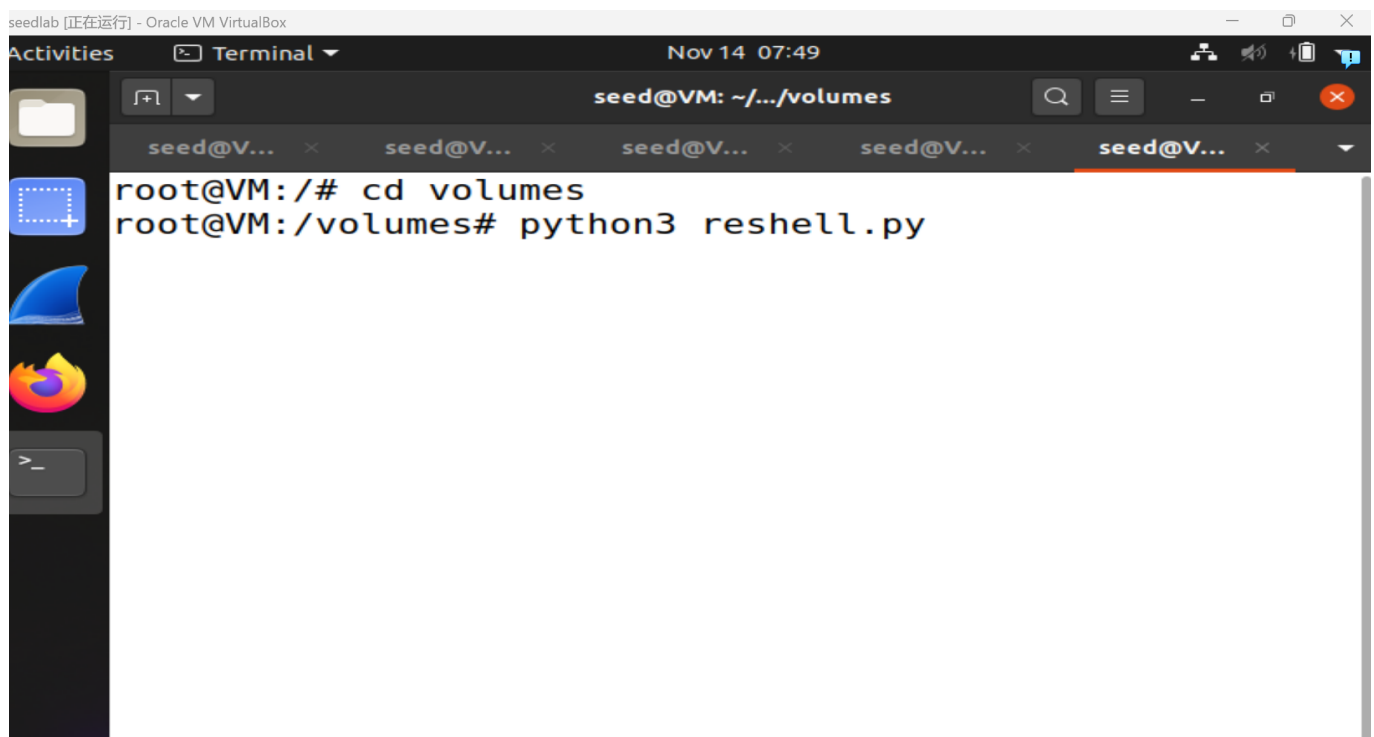 seedlab [正在运行] - Oracle VM VirtualBox
Activities Terminal Nov 14 07:49
seed@VM: ~/.../volumes
seed@V... seed@V... seed@V... seed@V... seed@V...
root@VM:/# cd volumes
root@VM:/volumes# python3 reshell.py
>_